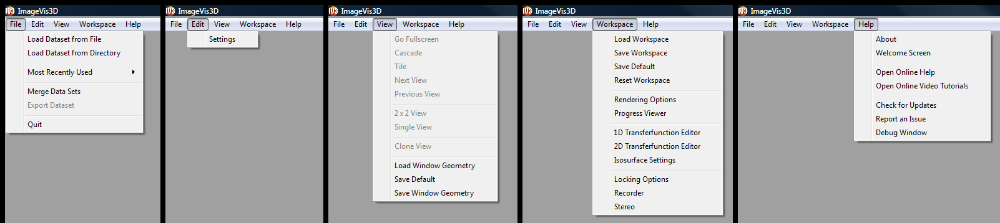 IV3 ImageVis3D
File Edit View Workspace Help
Load Dataset from File
Load Dataset from Directory
Most Recently Used
Merge Data Sets
Export Dataset
Quit
IV3 ImageVis3D
File Edit View Workspace Help
Settings
IV3 ImageVis3D
File Edit View Workspace Help
Go Fullscreen
Cascade
Tile
Next View
Previous View
2 x 2 View
Single View
Clone View
Load Window Geometry
Save Default
Save Window Geometry
IV3 ImageVis3D
File Edit View Workspace Help
Load Workspace
Save Workspace
Save Default
Reset Workspace
Rendering Options
Progress Viewer
1D Transferfunction Editor
2D Transferfunction Editor
Isosurface Settings
Locking Options
Recorder
Stereo
IV3 ImageVis3D
File Edit View Workspace Help
About
Welcome Screen
Open Online Help
Open Online Video Tutorials
Check for Updates
Report an Issue
Debug Window